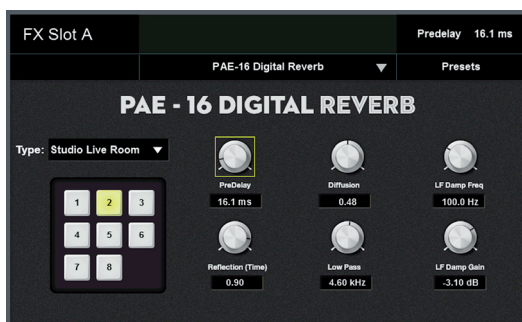 FX Slot A
Predelay 16.1 ms
PAE-16 Digital Reverb
Presets
PAE - 16 DIGITAL REVERB
Type: Studio Live Room
PreDelay
16.1 ms
Diffusion
0.48
LF Damp Freq
100.0 Hz
1 2 3
4 5 6
7 8
Reflection (Time)
0.90
Low Pass
4.60 kHz
LF Damp Gain
-3.10 dB